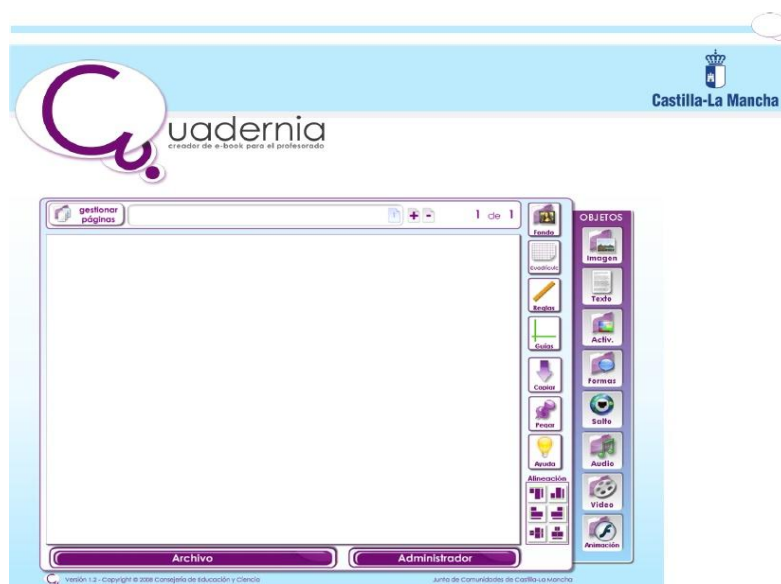 Castilla-La Mancha
Cuadernia
creador de e-book para el profesorado
gestionar
páginas
1 de 1
Fondo
Cuadrícula
Reglas
Guías
Copiar
Pegar
Ayuda
Alineación
OBJETOS
Imagen
Texto
Activ.
Formas
Salto
Audio
Video
Animación
Archivo
Administrador
Versión 1.2 - Copyright © 2008 Consejería de Educación y Ciencia
Junta de Comunidades de Castilla-La Mancha